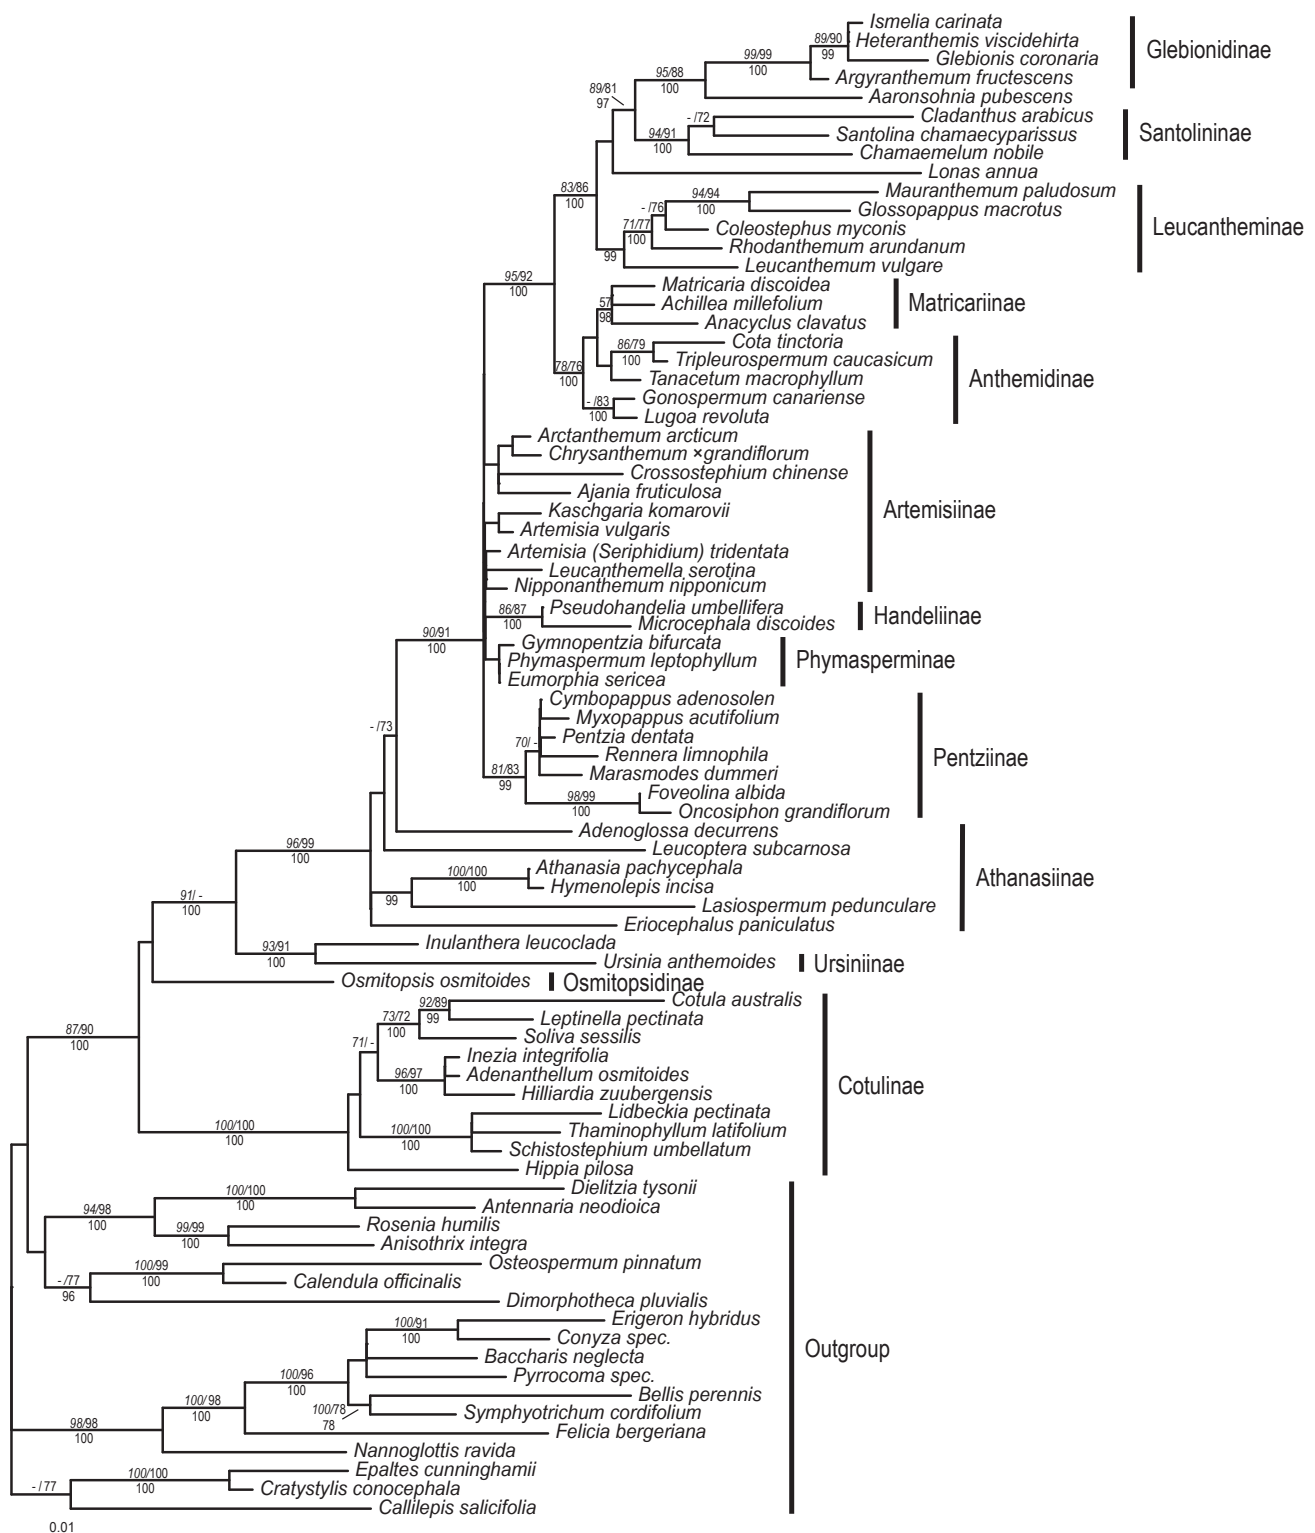 Ismelia carinata
89/90 Heteranthemis viscidehirta
99
Glebionis coronaria
Glebionidinae
99/99
100
Argyranthemum fructescens
95/88
100
Aaronsohnia pubescens
89/81
97
Cladanthus arabicus
- /72
Santolina chamaecyparissus
Santolininae
94/91
100
Chamaemelum nobile
Lonas annua
83/86
100
Mauranthemum paludosum
94/94
100
Glossopappus macrotus
- /76
Coleostephus myconis
Leucantheminae
71/77
100
Rhodanthemum arundanum
99
Leucanthemum vulgare
95/92
100
Matricaria discoidea
57
98
Achillea millefolium
Matricariinae
Anacyclus clavatus
Cota tinctoria
86/79
100
Tripleurospermum caucasicum
78/76
100
Tanacetum macrophyllum
Anthemidinae
Gonospermum canariense
- /83
100
Lugoa revoluta
Arctanthemum arcticum
Chrysanthemum ×grandiflorum
Crossostephium chinense
Ajania fruticulosa
Kaschgaria komarovii
Artemisiinae
Artemisia vulgaris
Artemisia (Seriphidium) tridentata
Leucanthemella serotina
Nipponanthemum nipponicum
Pseudohandelia umbellifera
86/87
100
Handeliinae
Microcephala discoides
90/91
100
Gymnopentzia bifurcata
Phymaspermum leptophyllum
Phymasperminae
Eumorphia sericea
Cymbopappus adenosolen
Myxopappus acutifolium
- /73
Pentzia dentata
70/ -
Rennera limnophila
Pentziinae
81/83
99
Marasmodes dummeri
Foveolina albida
98/99
100
Oncosiphon grandiflorum
Adenoglossa decurrens
96/99
100
Leucoptera subcarnosa
Athanasia pachycephala
100/100
100
Athanasiinae
Hymenolepis incisa
99
Lasiospermum pedunculare
91/ -
100
Eriocephalus paniculatus
Inulanthera leucoclada
93/91
100
Ursinia anthemoides
Ursiniinae
Osmitopsis osmitoides
Osmitopsidinae
Cotula australis
92/89
99
Leptinella pectinata
73/72
100
Soliva sessilis
87/90
100
71/ -
Inezia integrifolia
96/97
100
Adenanthellum osmitoides
Cotulinae
Hilliardia zuubergensis
Lidbeckia pectinata
100/100
100
100/100
100
Thaminophyllum latifolium
Schistostephium umbellatum
Hippia pilosa
Dielitzia tysonii
100/100
100
Antennaria neodioica
94/98
100
Rosenia humilis
99/99
100
Anisothrix integra
Osteospermum pinnatum
100/99
100
Calendula officinalis
- /77
96
Dimorphotheca pluvialis
Erigeron hybridus
100/91
100
Conyza spec.
Outgroup
Baccharis neglecta
Pyrrocoma spec.
100/96
100
Bellis perennis
100/78
78
Symphyotrichum cordifolium
100/ 98
100
Felicia bergeriana
98/98
100
Nannoglottis ravida
Epaltes cunninghamii
100/100
100
Cratystylis conocephala
- / 77
Callilepis salicifolia
0.01